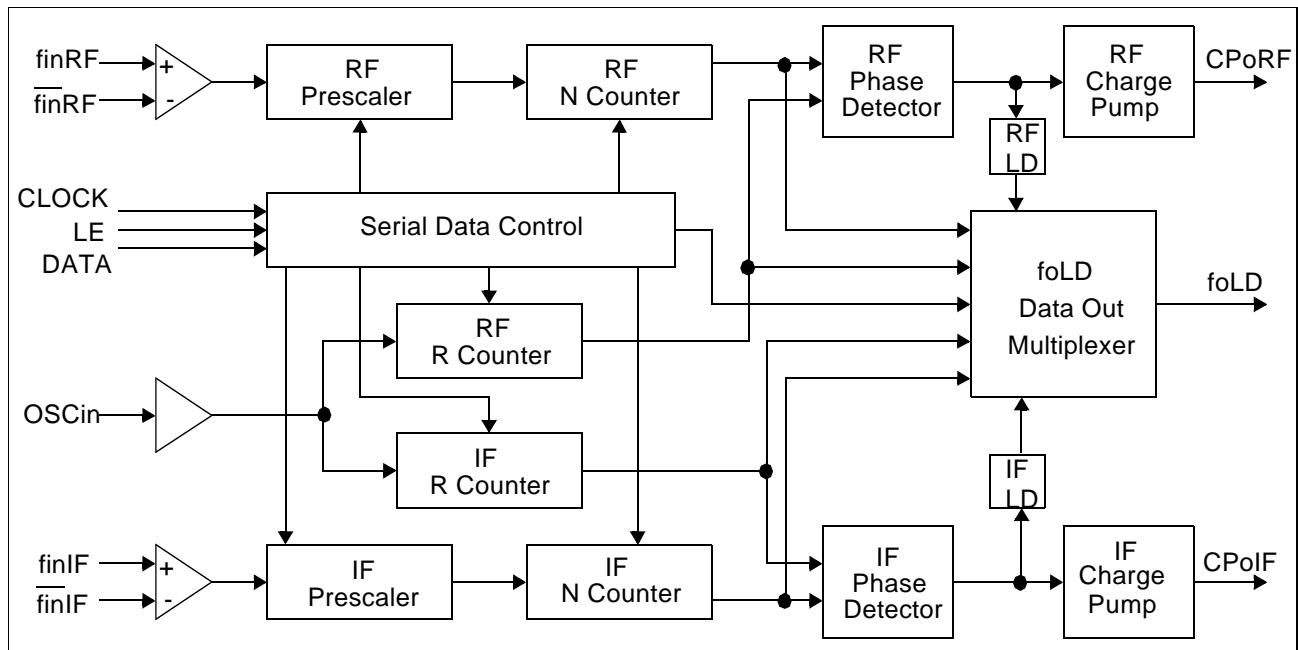 finRF
finRF
+
-
RF
Prescaler
RF
N Counter
RF
Phase
Detector
RF
Charge
Pump
CPoRF
RF
LD
CLOCK
LE
DATA
Serial Data Control
foLD
Data Out
Multiplexer
foLD
RF
R Counter
OSCin
IF
R Counter
IF
LD
finIF
finIF
+
-
IF
Prescaler
IF
N Counter
IF
Phase
Detector
IF
Charge
Pump
CPoIF